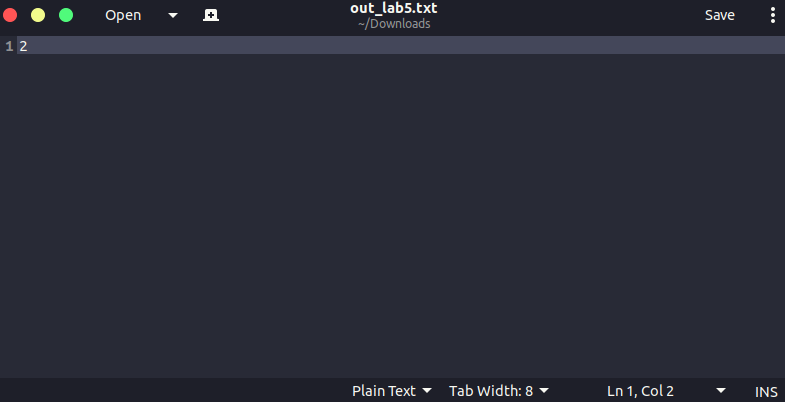 Open out_lab5.txt Save
~/Downloads
1 2
Plain Text Tab Width: 8 Ln 1, Col 2 INS